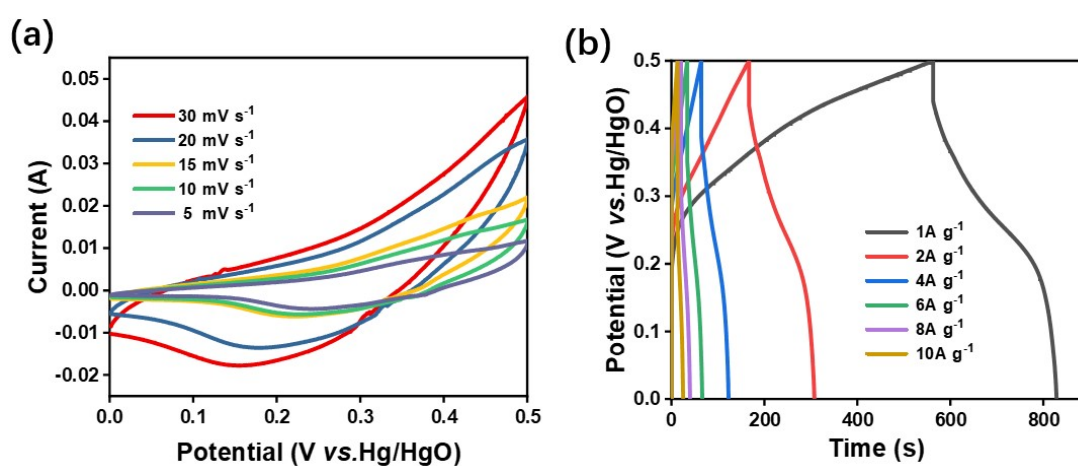 (a)
Current (A)
0.05
0.04
0.03
0.02
0.01
0.00
-0.01
-0.02
30 mV s⁻¹
20 mV s⁻¹
15 mV s⁻¹
10 mV s⁻¹
5 mV s⁻¹
0.0 0.1 0.2 0.3 0.4 0.5
Potential (V vs.Hg/HgO)
(b)
Potential (V vs.Hg/HgO)
0.5
0.4
0.3
0.2
0.1
0.0
1A g⁻¹
2A g⁻¹
4A g⁻¹
6A g⁻¹
8A g⁻¹
10A g⁻¹
0 200 400 600 800
Time (s)